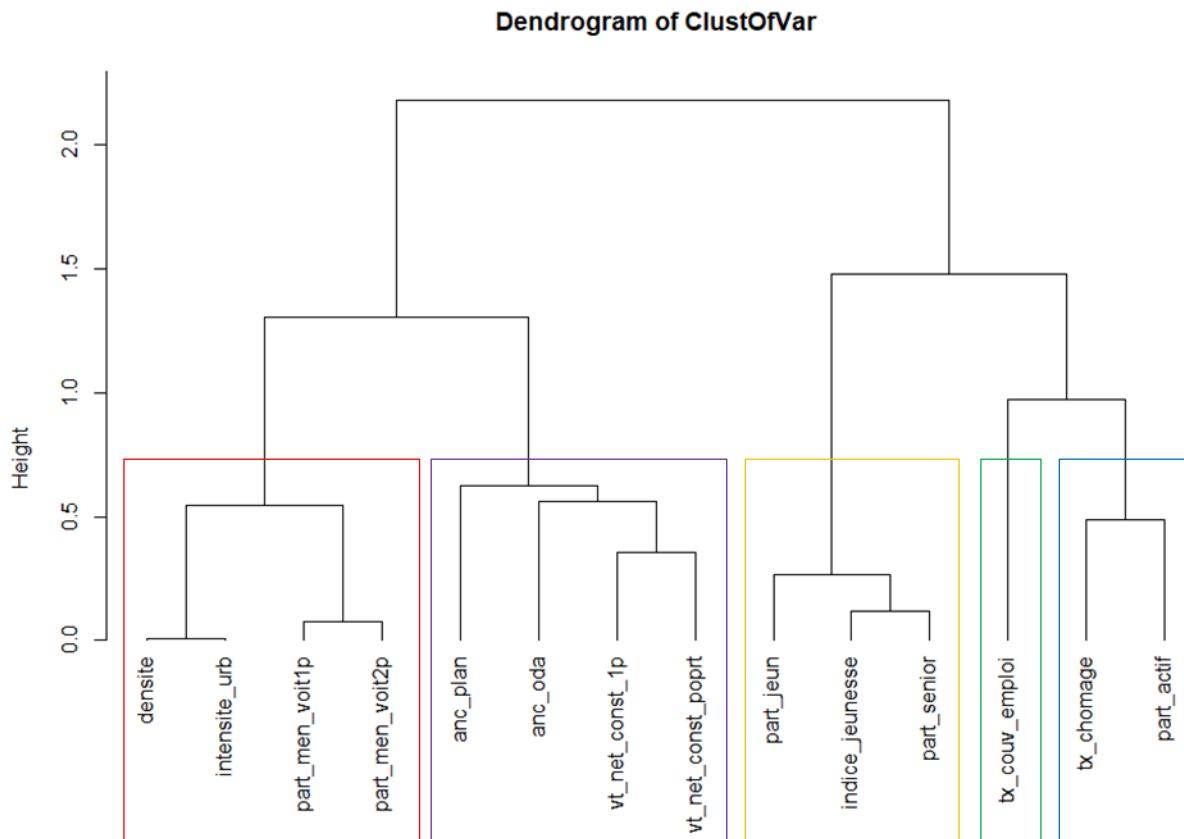 Dendrogram of ClustOfVar
Height
2.0
1.5
1.0
0.5
0.0
densite
intensite_urb
part_men_voit1p
part_men_voit2p
anc_plan
anc_oda
vt_net_const_1p
vt_net_const_poprt
part_jeun
indice_jeunesse
part_senior
tx_couv_emploi
tx_chomage
part_actif